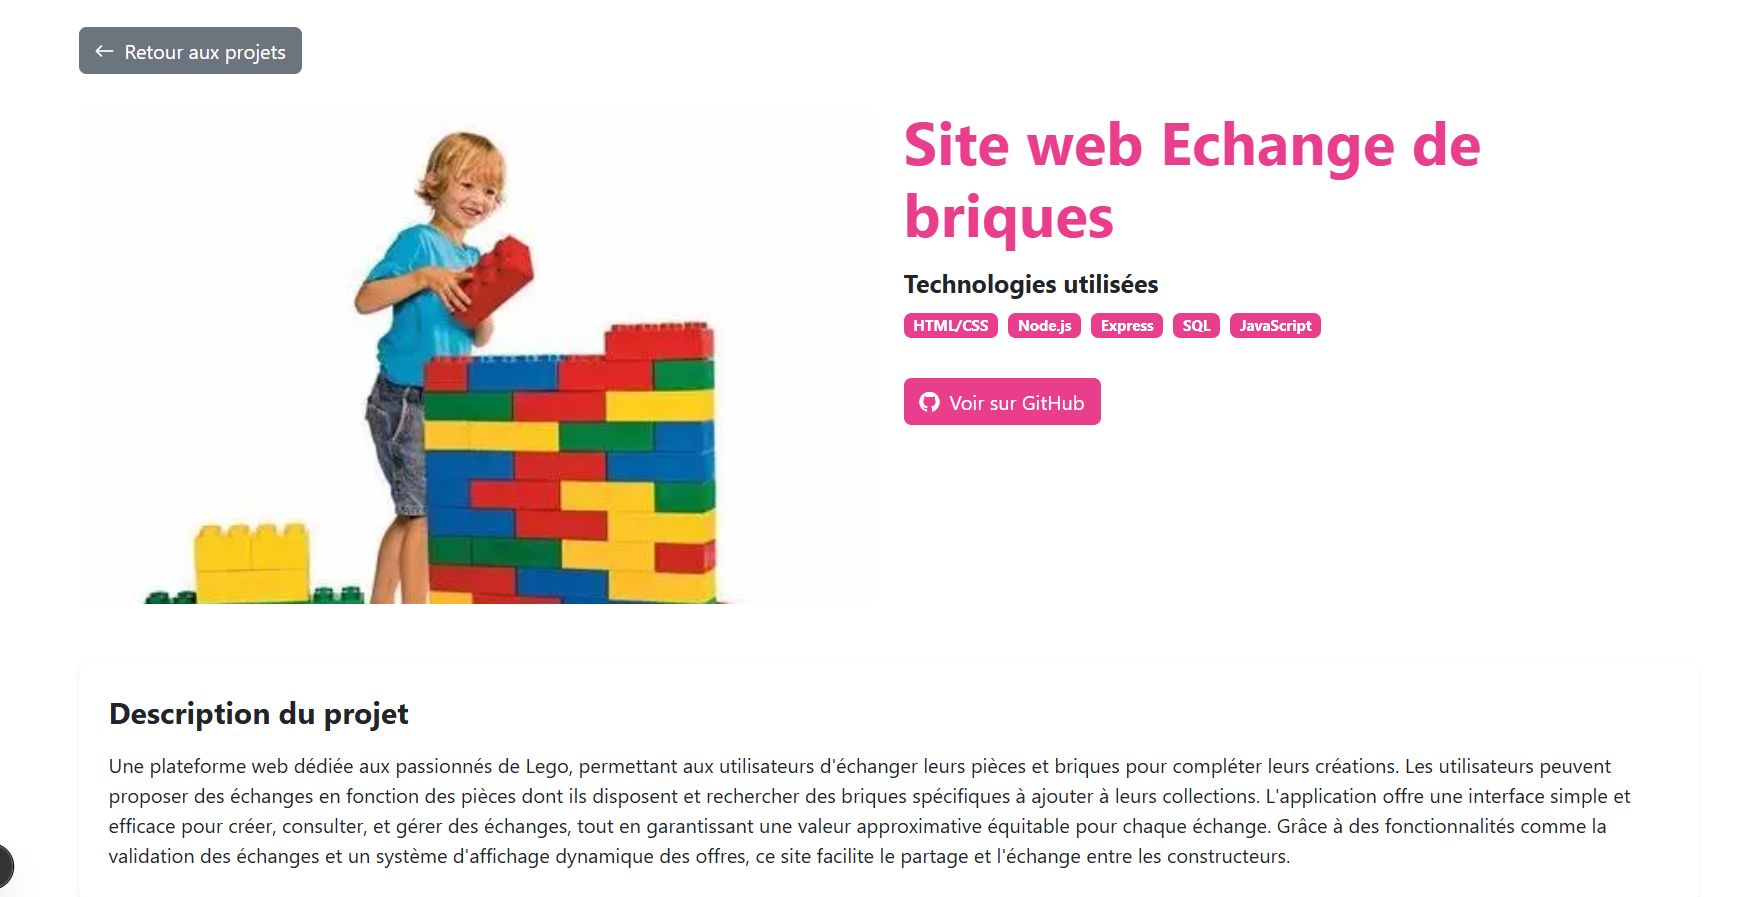 Retour aux projets
Site web Echange de
briques
Technologies utilisées
HTML/CSS Node.js Express SQL JavaScript
Voir sur GitHub
Description du projet
Une plateforme web dédiée aux passionnés de Lego, permettant aux utilisateurs d'échanger leurs pièces et briques pour compléter leurs créations. Les utilisateurs peuvent
proposer des échanges en fonction des pièces dont ils disposent et rechercher des briques spécifiques à ajouter à leurs collections. L'application offre une interface simple et
efficace pour créer, consulter, et gérer des échanges, tout en garantissant une valeur approximative équitable pour chaque échange. Grâce à des fonctionnalités comme la
validation des échanges et un système d'affichage dynamique des offres, ce site facilite le partage et l'échange entre les constructeurs.